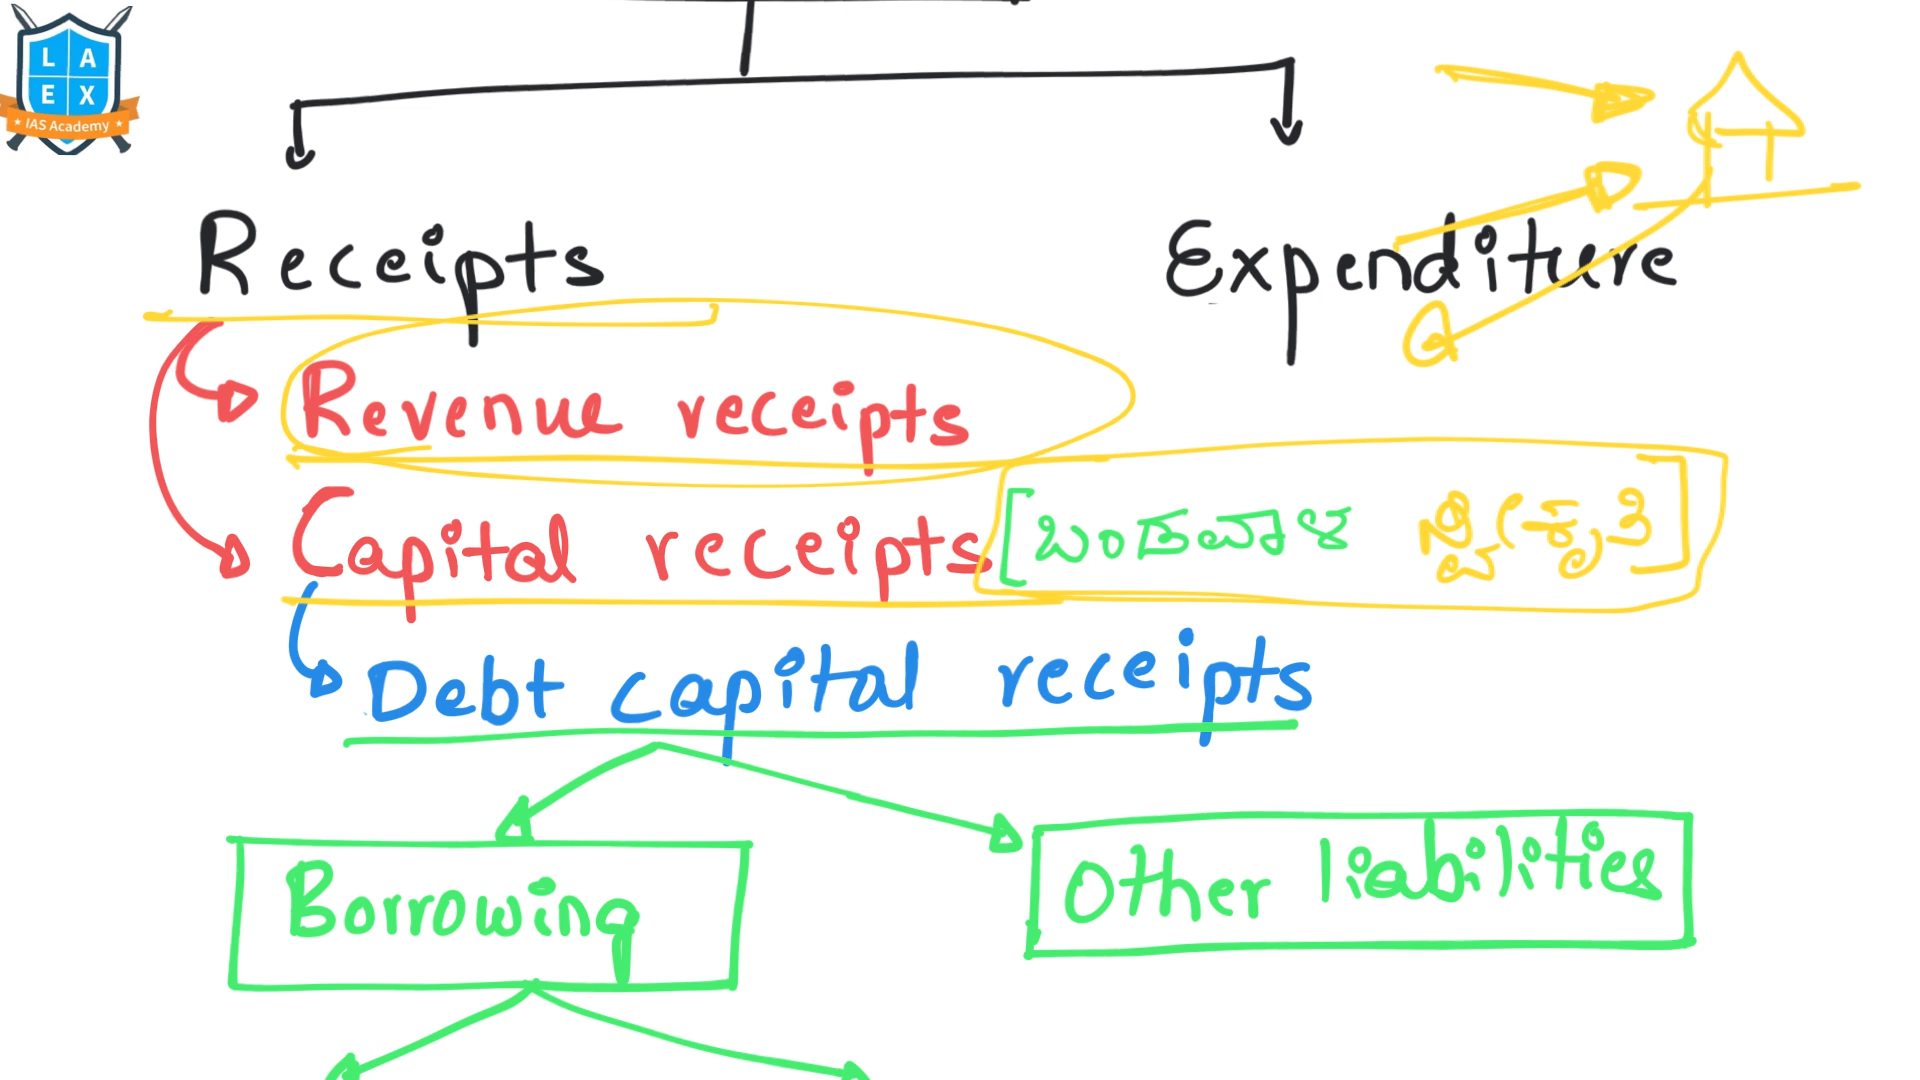 L A
E X
IAS Academy
Receipts
Expenditure
Revenue receipts
Capital receipts [ಬಂಡವಾಳ ]
Debt capital receipts
Borrowing
Other liabilities